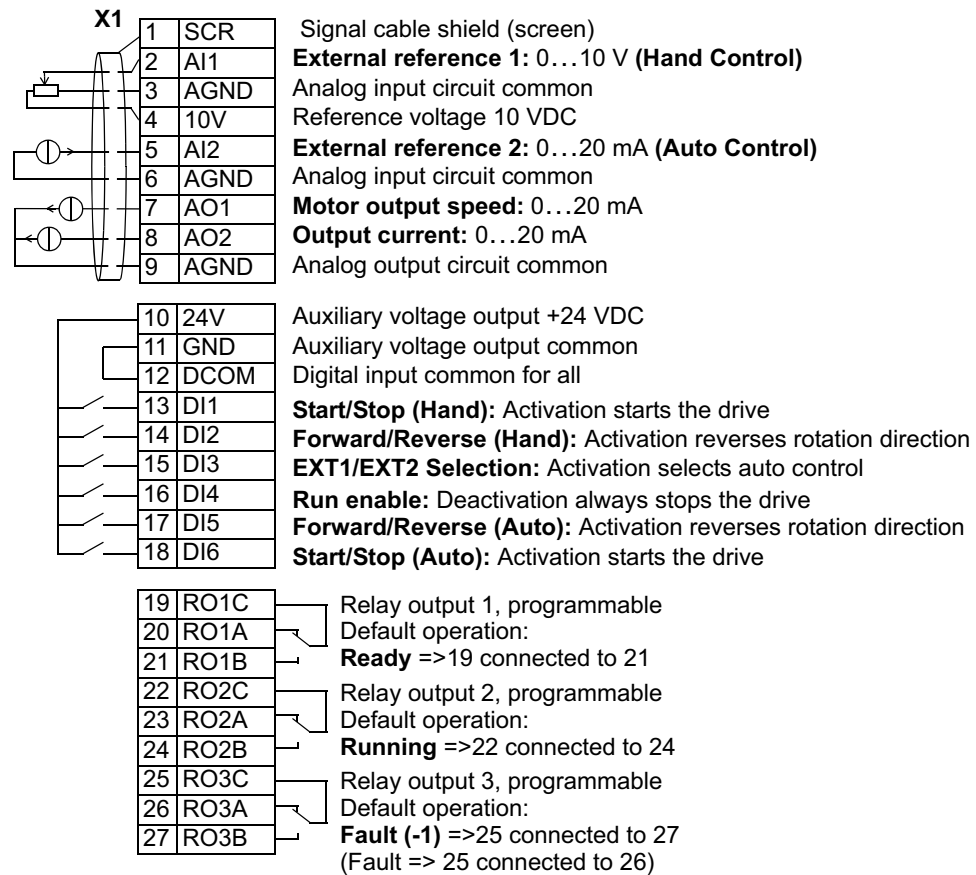 X1
1 SCR Signal cable shield (screen)
2 AI1 External reference 1: 0…10 V (Hand Control)
3 AGND Analog input circuit common
4 10V Reference voltage 10 VDC
5 AI2 External reference 2: 0…20 mA (Auto Control)
6 AGND Analog input circuit common
7 AO1 Motor output speed: 0…20 mA
8 AO2 Output current: 0…20 mA
9 AGND Analog output circuit common
10 24V Auxiliary voltage output +24 VDC
11 GND Auxiliary voltage output common
12 DCOM Digital input common for all
13 DI1 Start/Stop (Hand): Activation starts the drive
14 DI2 Forward/Reverse (Hand): Activation reverses rotation direction
15 DI3 EXT1/EXT2 Selection: Activation selects auto control
16 DI4 Run enable: Deactivation always stops the drive
17 DI5 Forward/Reverse (Auto): Activation reverses rotation direction
18 DI6 Start/Stop (Auto): Activation starts the drive
19 RO1C Relay output 1, programmable
20 RO1A Default operation:
21 RO1B Ready =>19 connected to 21
22 RO2C Relay output 2, programmable
23 RO2A Default operation:
24 RO2B Running =>22 connected to 24
25 RO3C Relay output 3, programmable
26 RO3A Default operation:
27 RO3B Fault (-1) =>25 connected to 27
(Fault => 25 connected to 26)